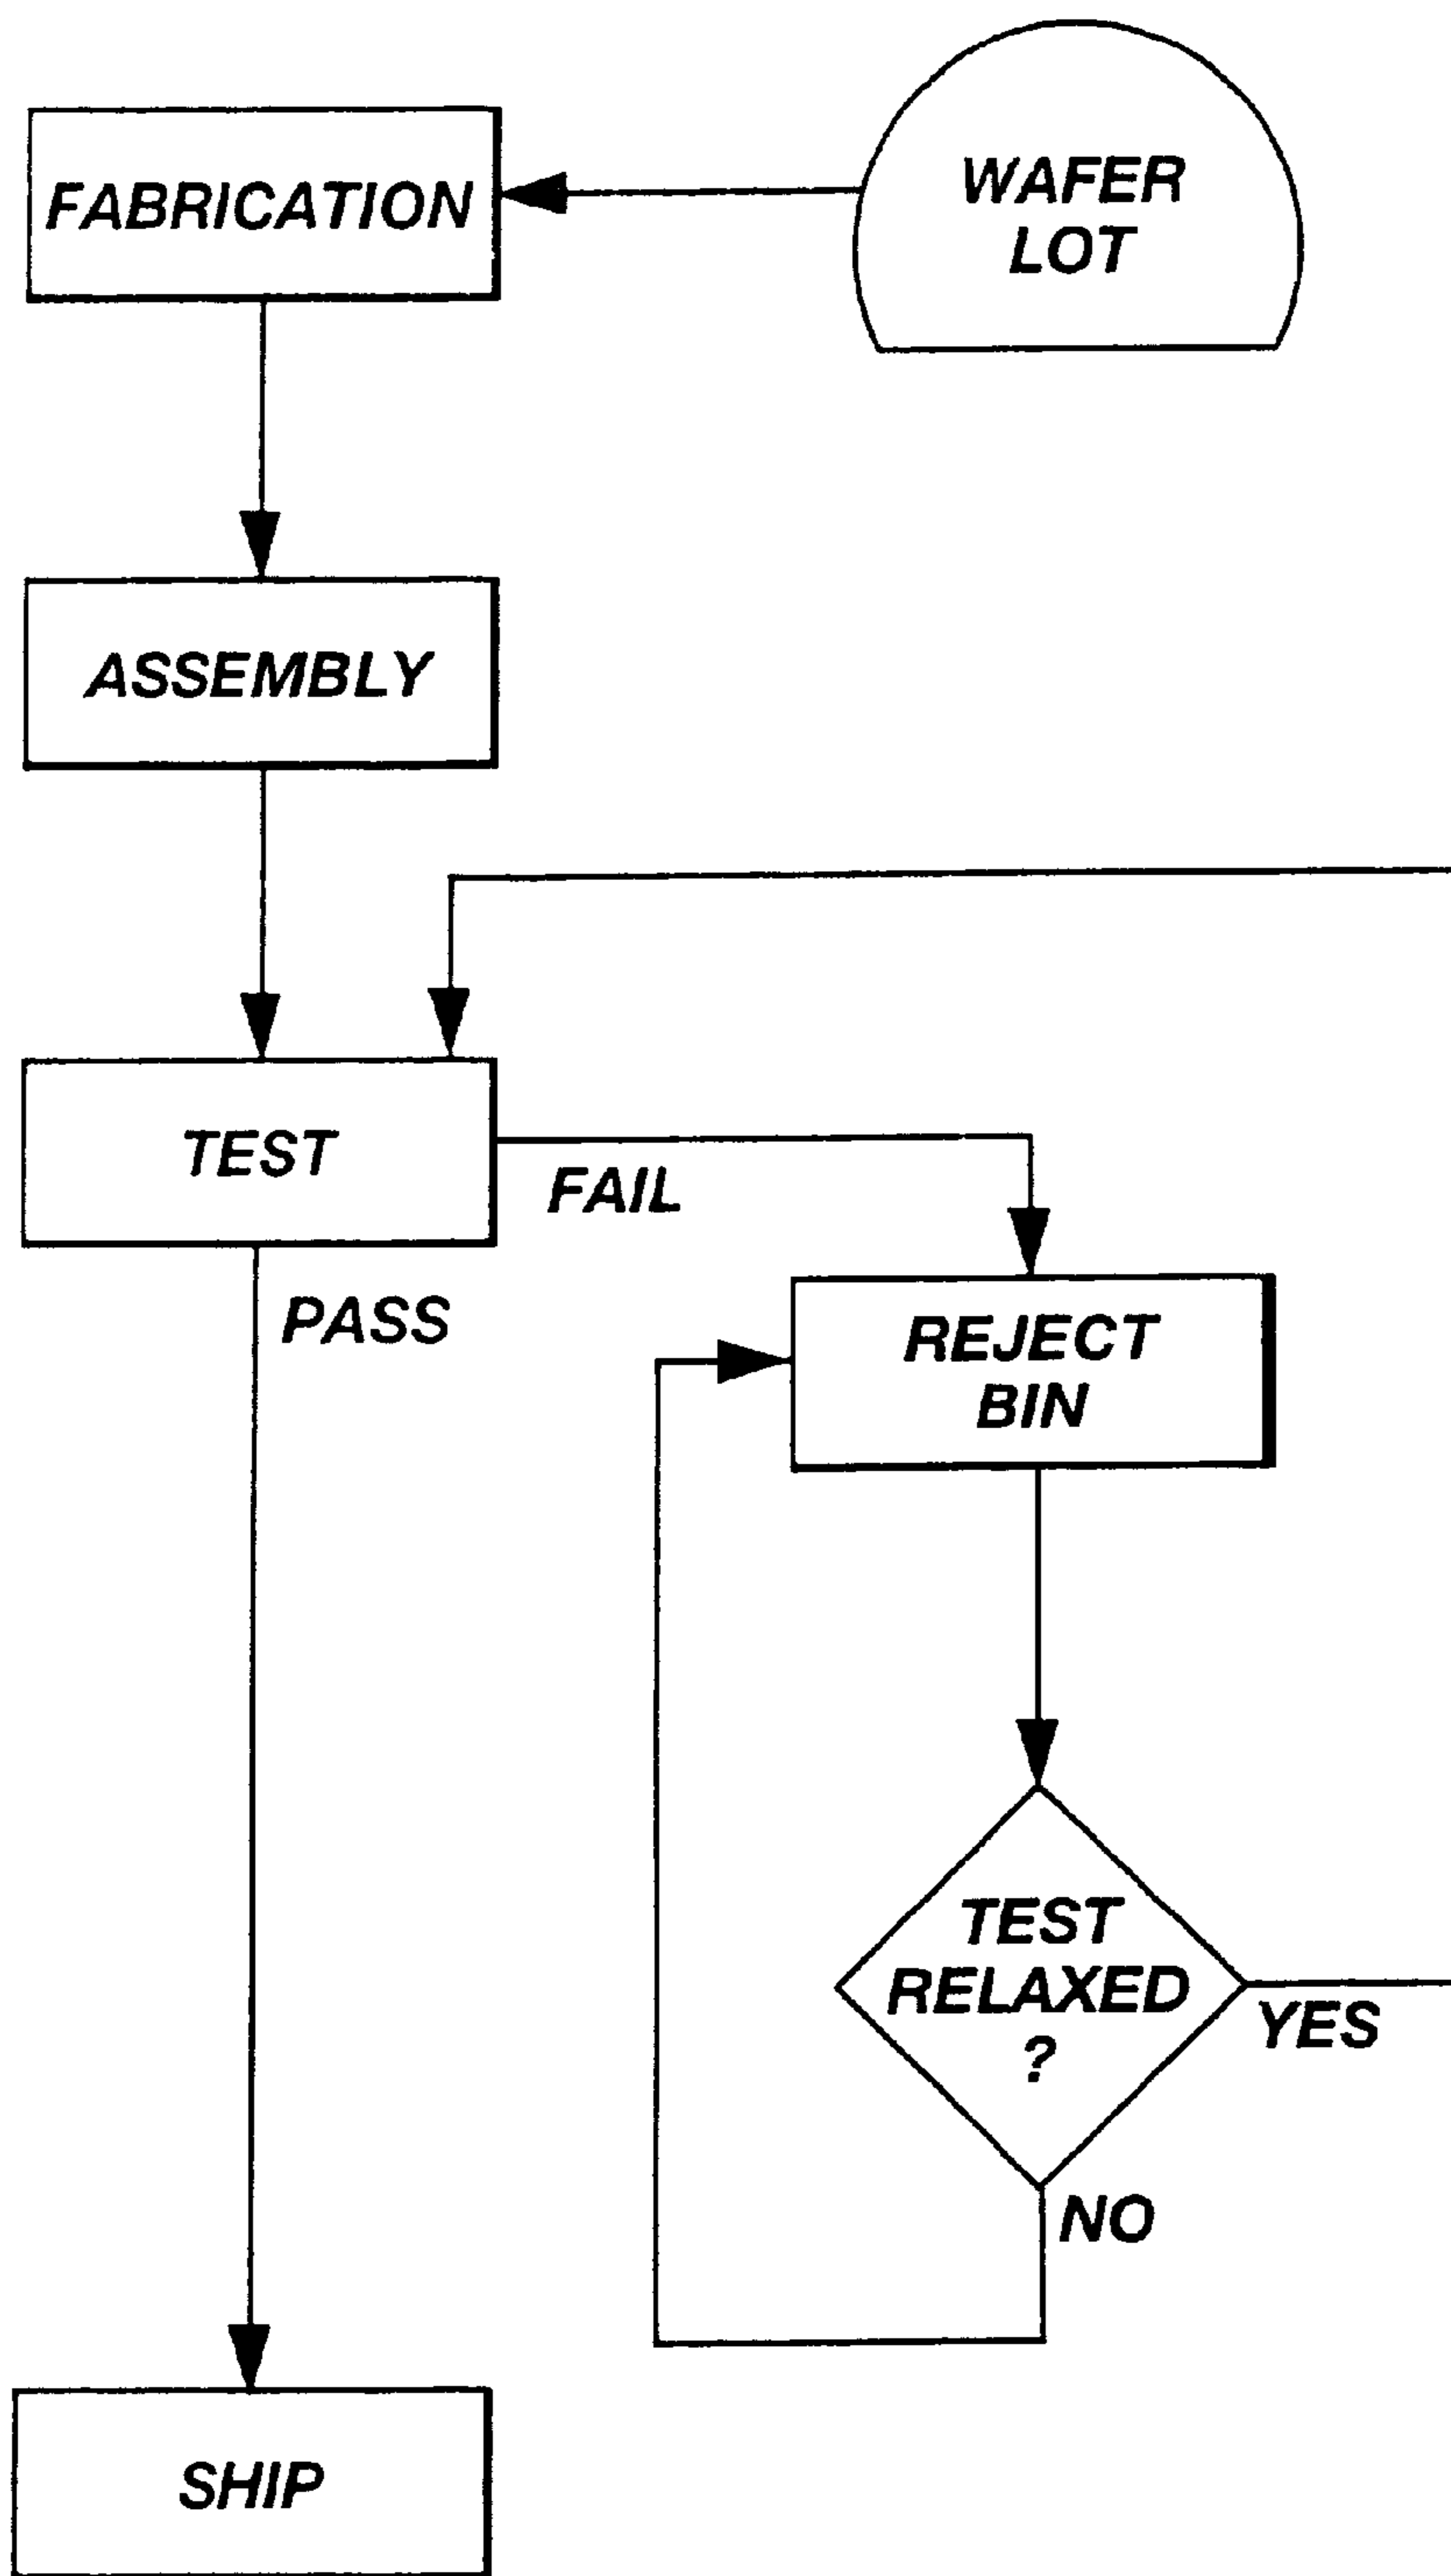 FABRICATION
WAFER
LOT
ASSEMBLY
TEST
FAIL
PASS
REJECT
BIN
TEST
RELAXED
?
YES
NO
SHIP